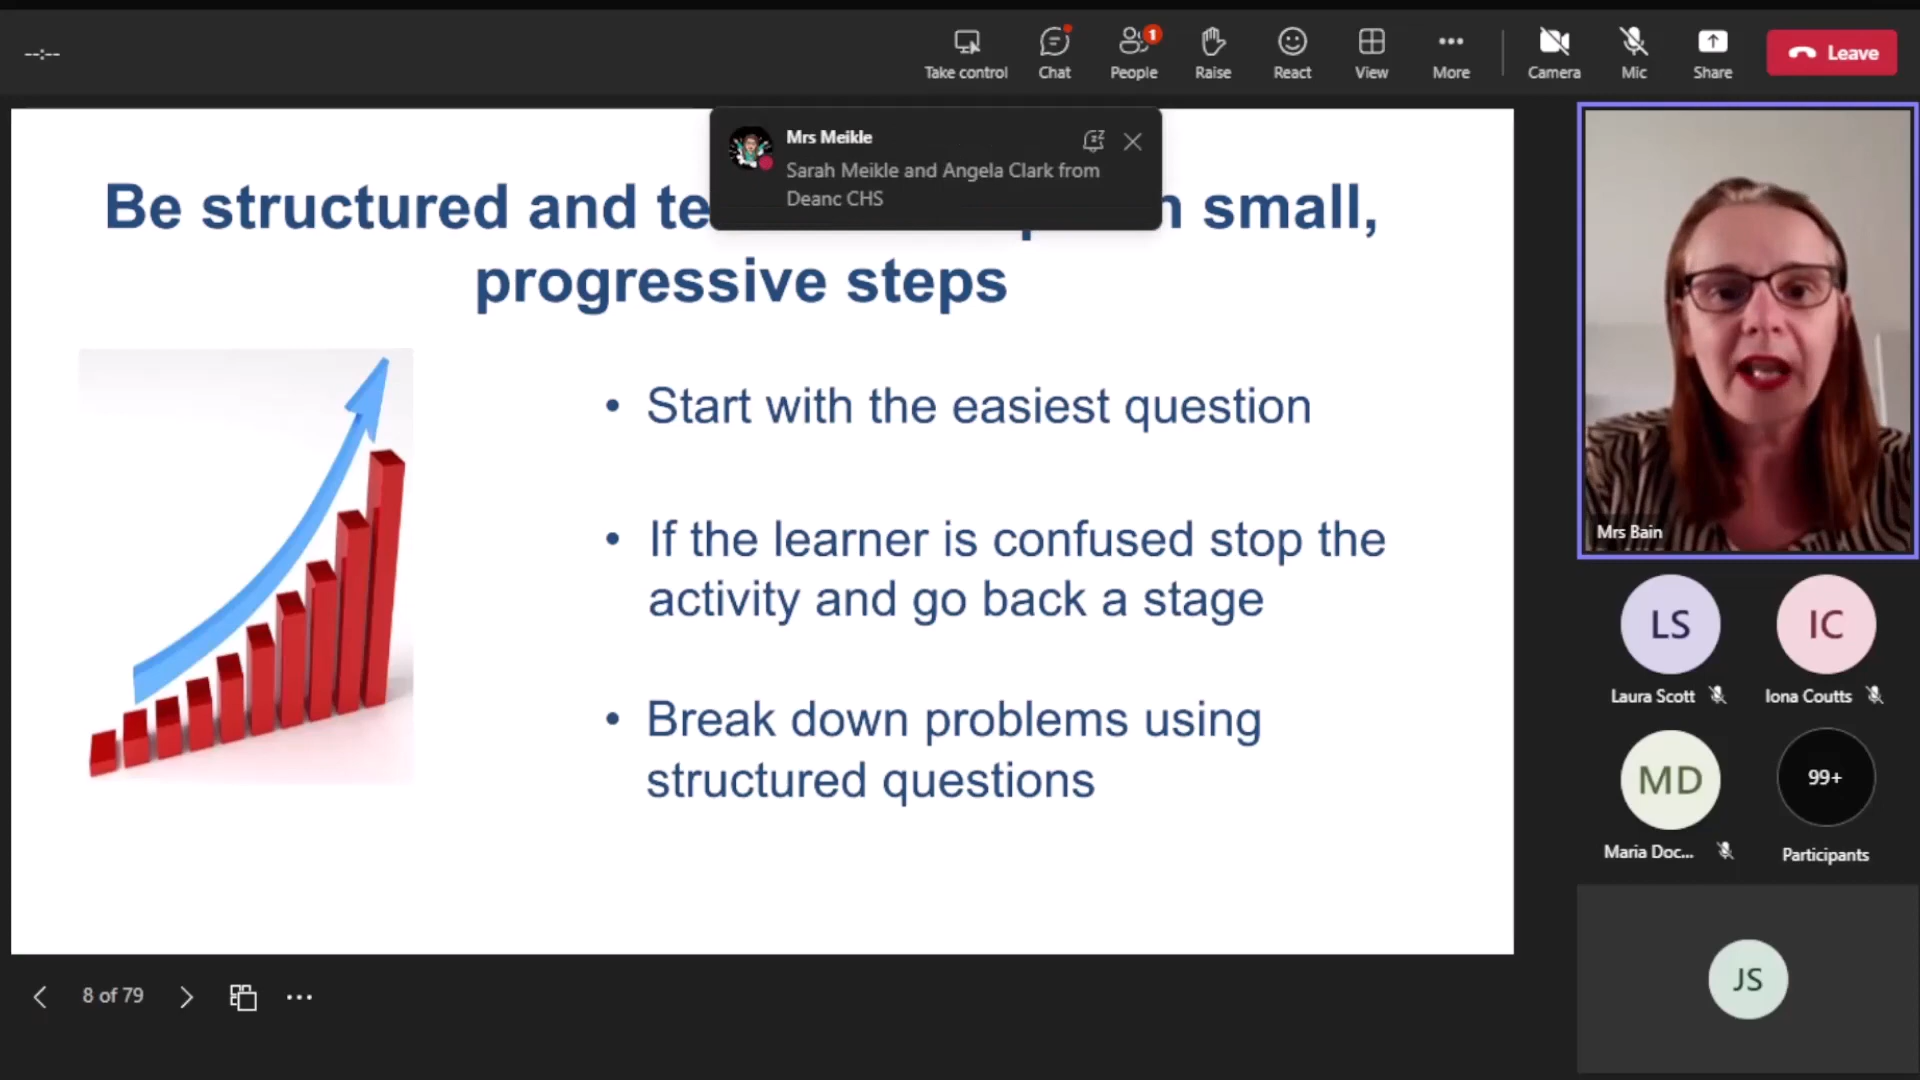 --:--
Take control
Chat
People
1
Raise
React
View
More
Camera
Mic
Share
Leave
Mrs Meikle
Sarah Meikle and Angela Clark from
Deanc CHS
Be structured and te small,
progressive steps
• Start with the easiest question
• If the learner is confused stop the
activity and go back a stage
• Break down problems using
structured questions
Mrs Bain
LS
IC
Laura Scott
Iona Coutts
MD
99+
Maria Doc...
Participants
JS
8 of 79